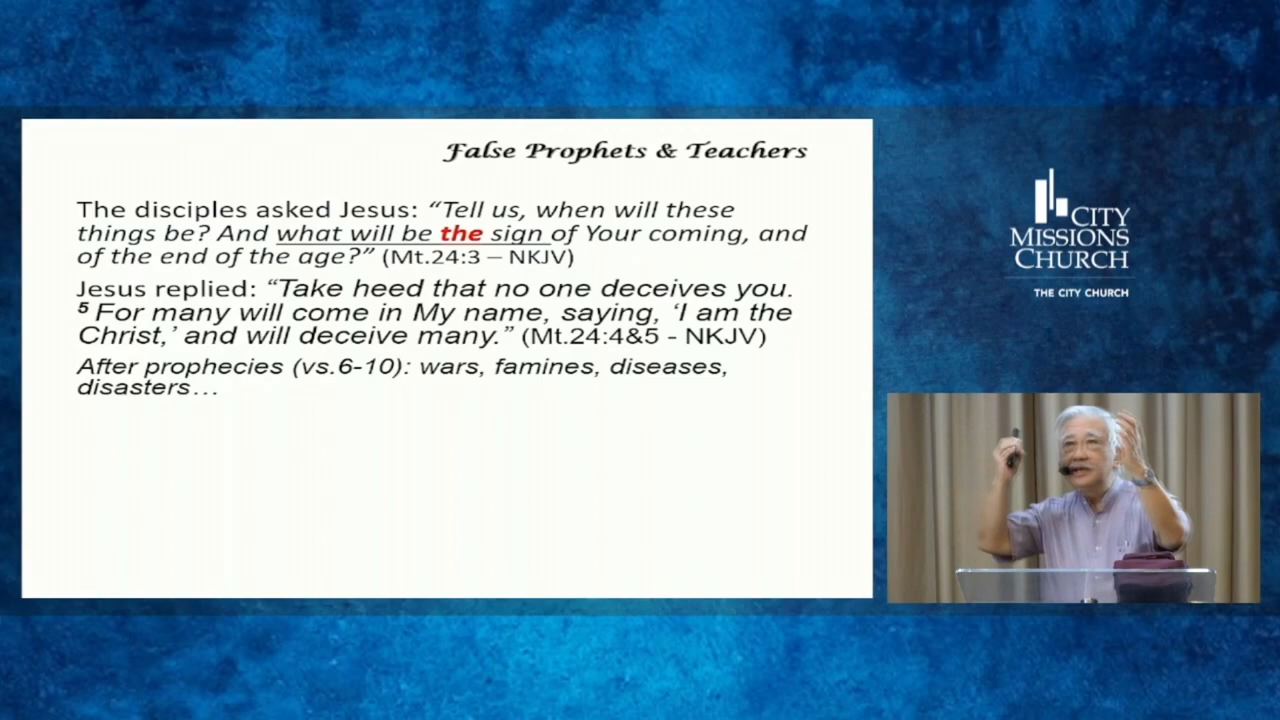 False Prophets & Teachers
The disciples asked Jesus: “Tell us, when will these
things be? And what will be the sign of Your coming, and
of the end of the age?” (Mt.24:3 – NKJV)
Jesus replied: “Take heed that no one deceives you.
5 For many will come in My name, saying, ‘I am the
Christ,’ and will deceive many.” (Mt.24:4&5 - NKJV)
After prophecies (vs.6-10): wars, famines, diseases,
disasters…
CITY
MISSIONS
CHURCH
THE CITY CHURCH